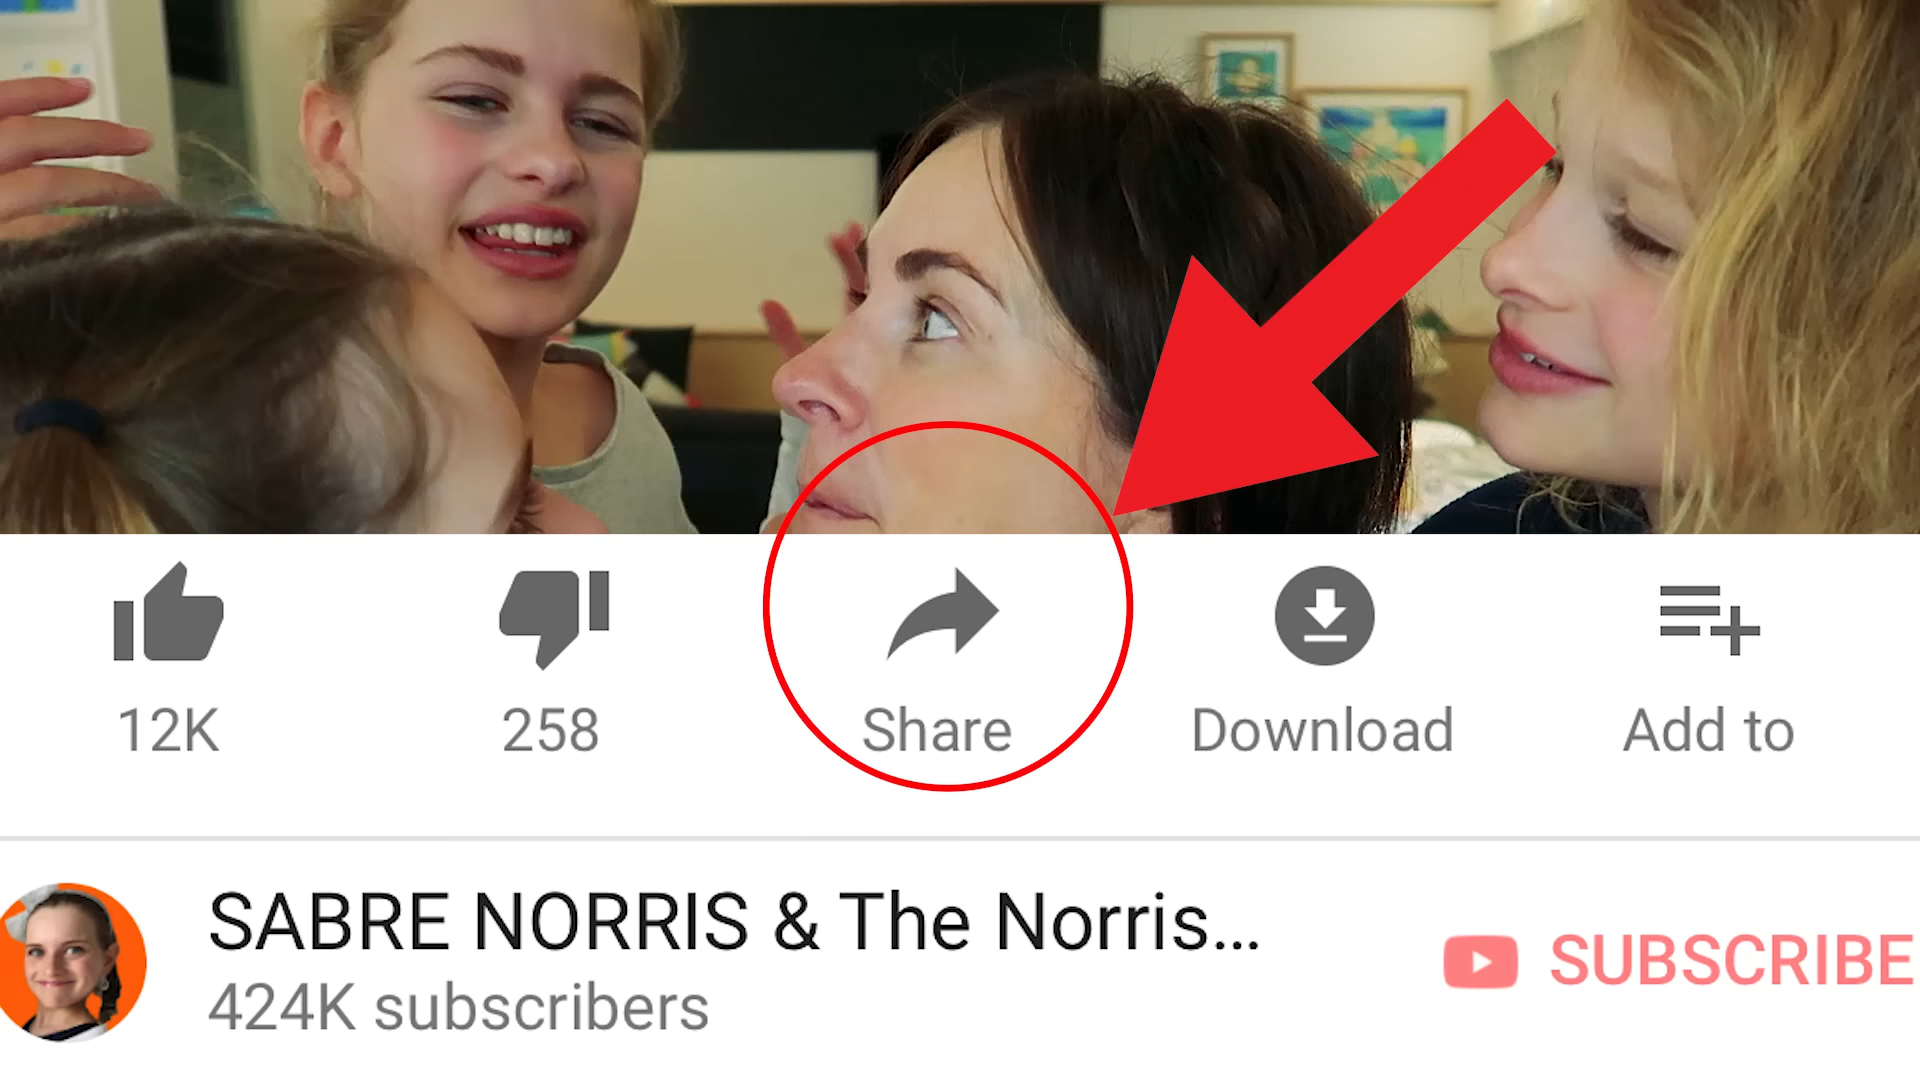 12K
258
Share
Download
Add to
SABRE NORRIS & The Norris...
424K subscribers
SUBSCRIBE